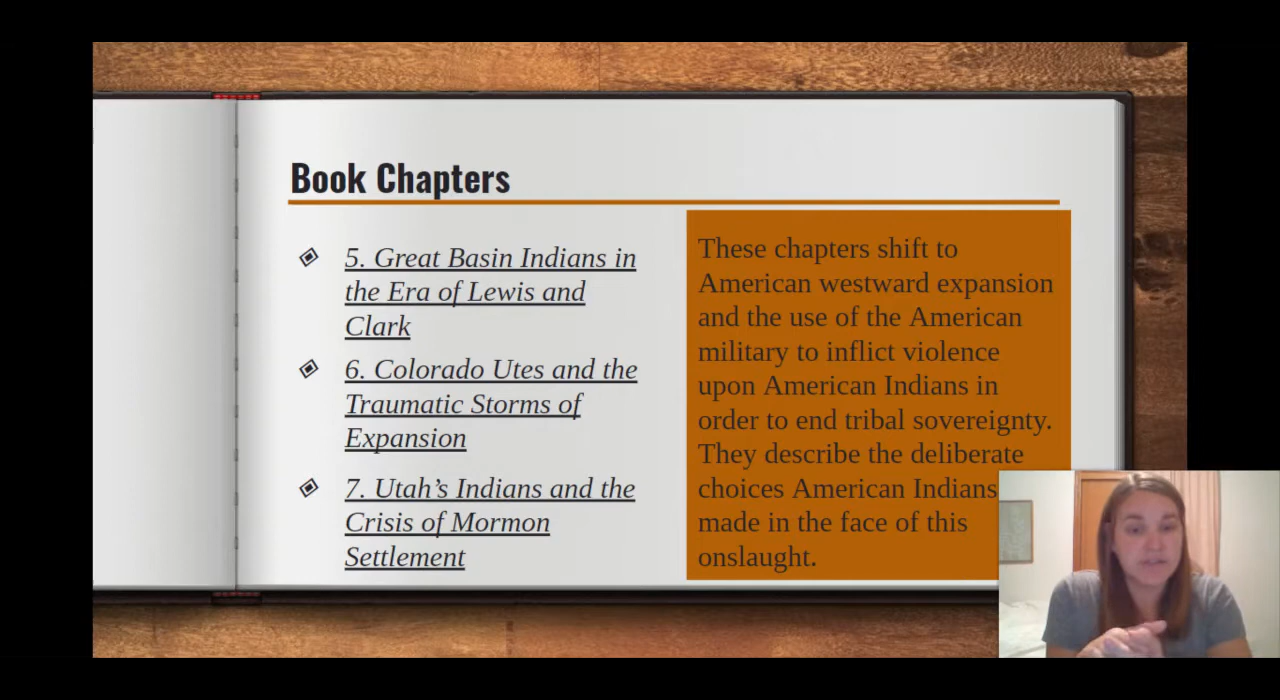 Book Chapters
5. Great Basin Indians in
the Era of Lewis and
Clark
6. Colorado Utes and the
Traumatic Storms of
Expansion
7. Utah’s Indians and the
Crisis of Mormon
Settlement
These chapters shift to
American westward expansion
and the use of the American
military to inflict violence
upon American Indians in
order to end tribal sovereignty.
They describe the deliberate
choices American Indians
made in the face of this
onslaught.